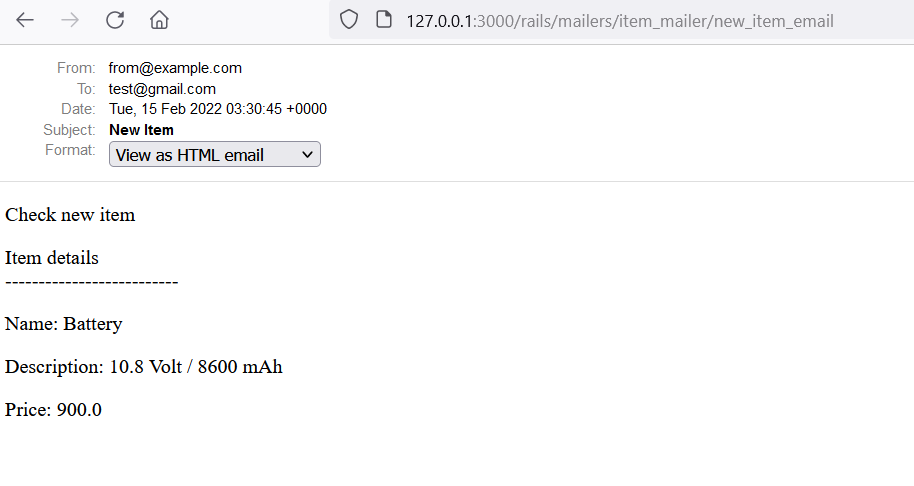 127.0.0.1:3000/rails/mailers/item_mailer/new_item_email
From: from@example.com
To: test@gmail.com
Date: Tue, 15 Feb 2022 03:30:45 +0000
Subject: New Item
Format: View as HTML email
Check new item
Item details
--------------------------
Name: Battery
Description: 10.8 Volt / 8600 mAh
Price: 900.0